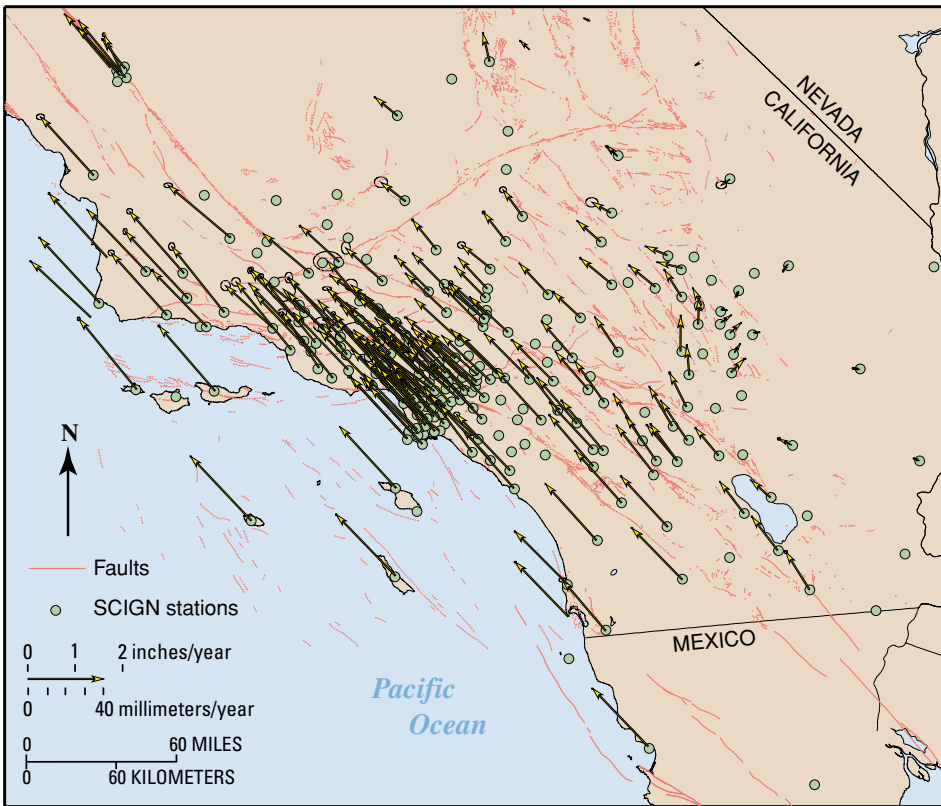 NEVADA
CALIFORNIA
N
Faults
SCIGN stations
0 1 2 inches/year
0 40 millimeters/year
0 60 MILES
0 60 KILOMETERS
MEXICO
Pacific
Ocean